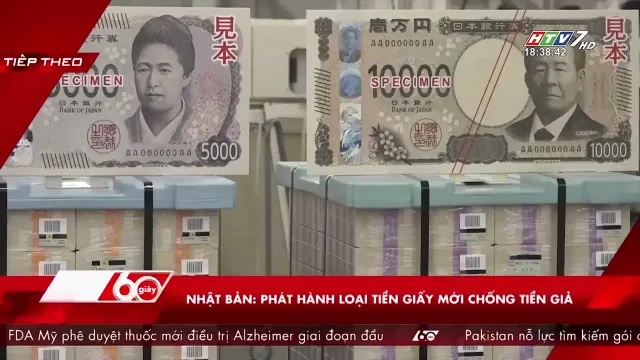 TIẾP THEO
HTV7 HD
18:38:42
見本
AA000000AA
SPECIMEN
日本銀行
BANK OF JAPAN
AA000000AA
5000
壱万円
日本銀行券
見本
AA000000AA
10000
SPECIMEN
日本銀行
BANK OF JAPAN
AA000000AA
10000
60 giây
NHẬT BẢN: PHÁT HÀNH LOẠI TIỀN GIẤY MỚI CHỐNG TIỀN GIẢ
FDA Mỹ phê duyệt thuốc mới điều trị Alzheimer giai đoạn đầu
60 giây
Pakistan nỗ lực tìm kiếm gói c